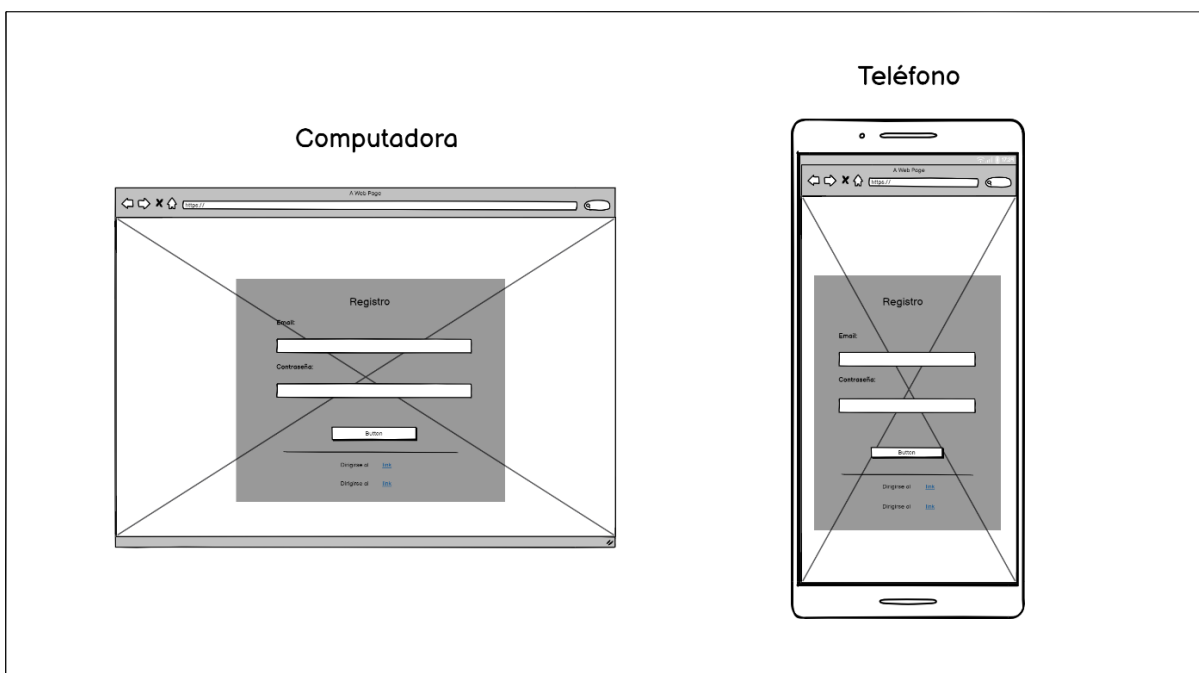 Computadora
A Web Page
https://
Registro
Email:
Contraseña:
Button
Dirigirse al link
Dirigirse al link
Teléfono
A Web Page
https://
Registro
Email:
Contraseña:
Button
Dirigirse al link
Dirigirse al link